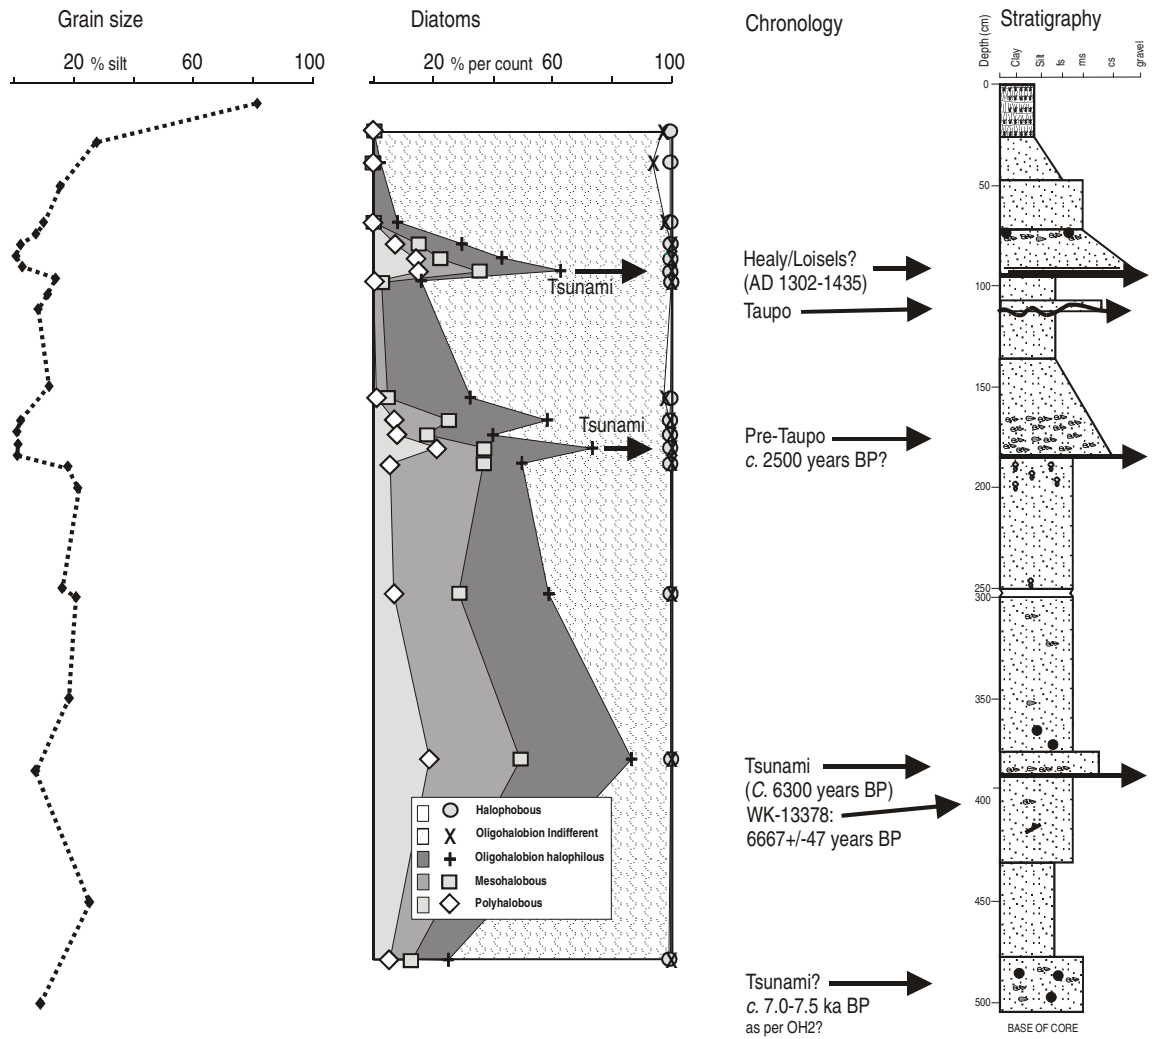 Grain size
Diatoms
Chronology
Stratigraphy
20 % silt 60 100
20 % per count 60 100
Depth (cm)
Clay
Silt
fs
ms
cs
gravel
0
50
Healy/Loisels?
(AD 1302-1435)
Tsunami
100
Taupo
150
Tsunami
Pre-Taupo
c. 2500 years BP?
200
250
300
350
Tsunami
(C. 6300 years BP)
WK-13378:
6667+/-47 years BP
400
Halophobous
X Oligohalobion Indifferent
Oligohalobion halophilous
Mesohalobous
Polyhalobous
450
Tsunami?
c. 7.0-7.5 ka BP
as per OH2?
500
BASE OF CORE